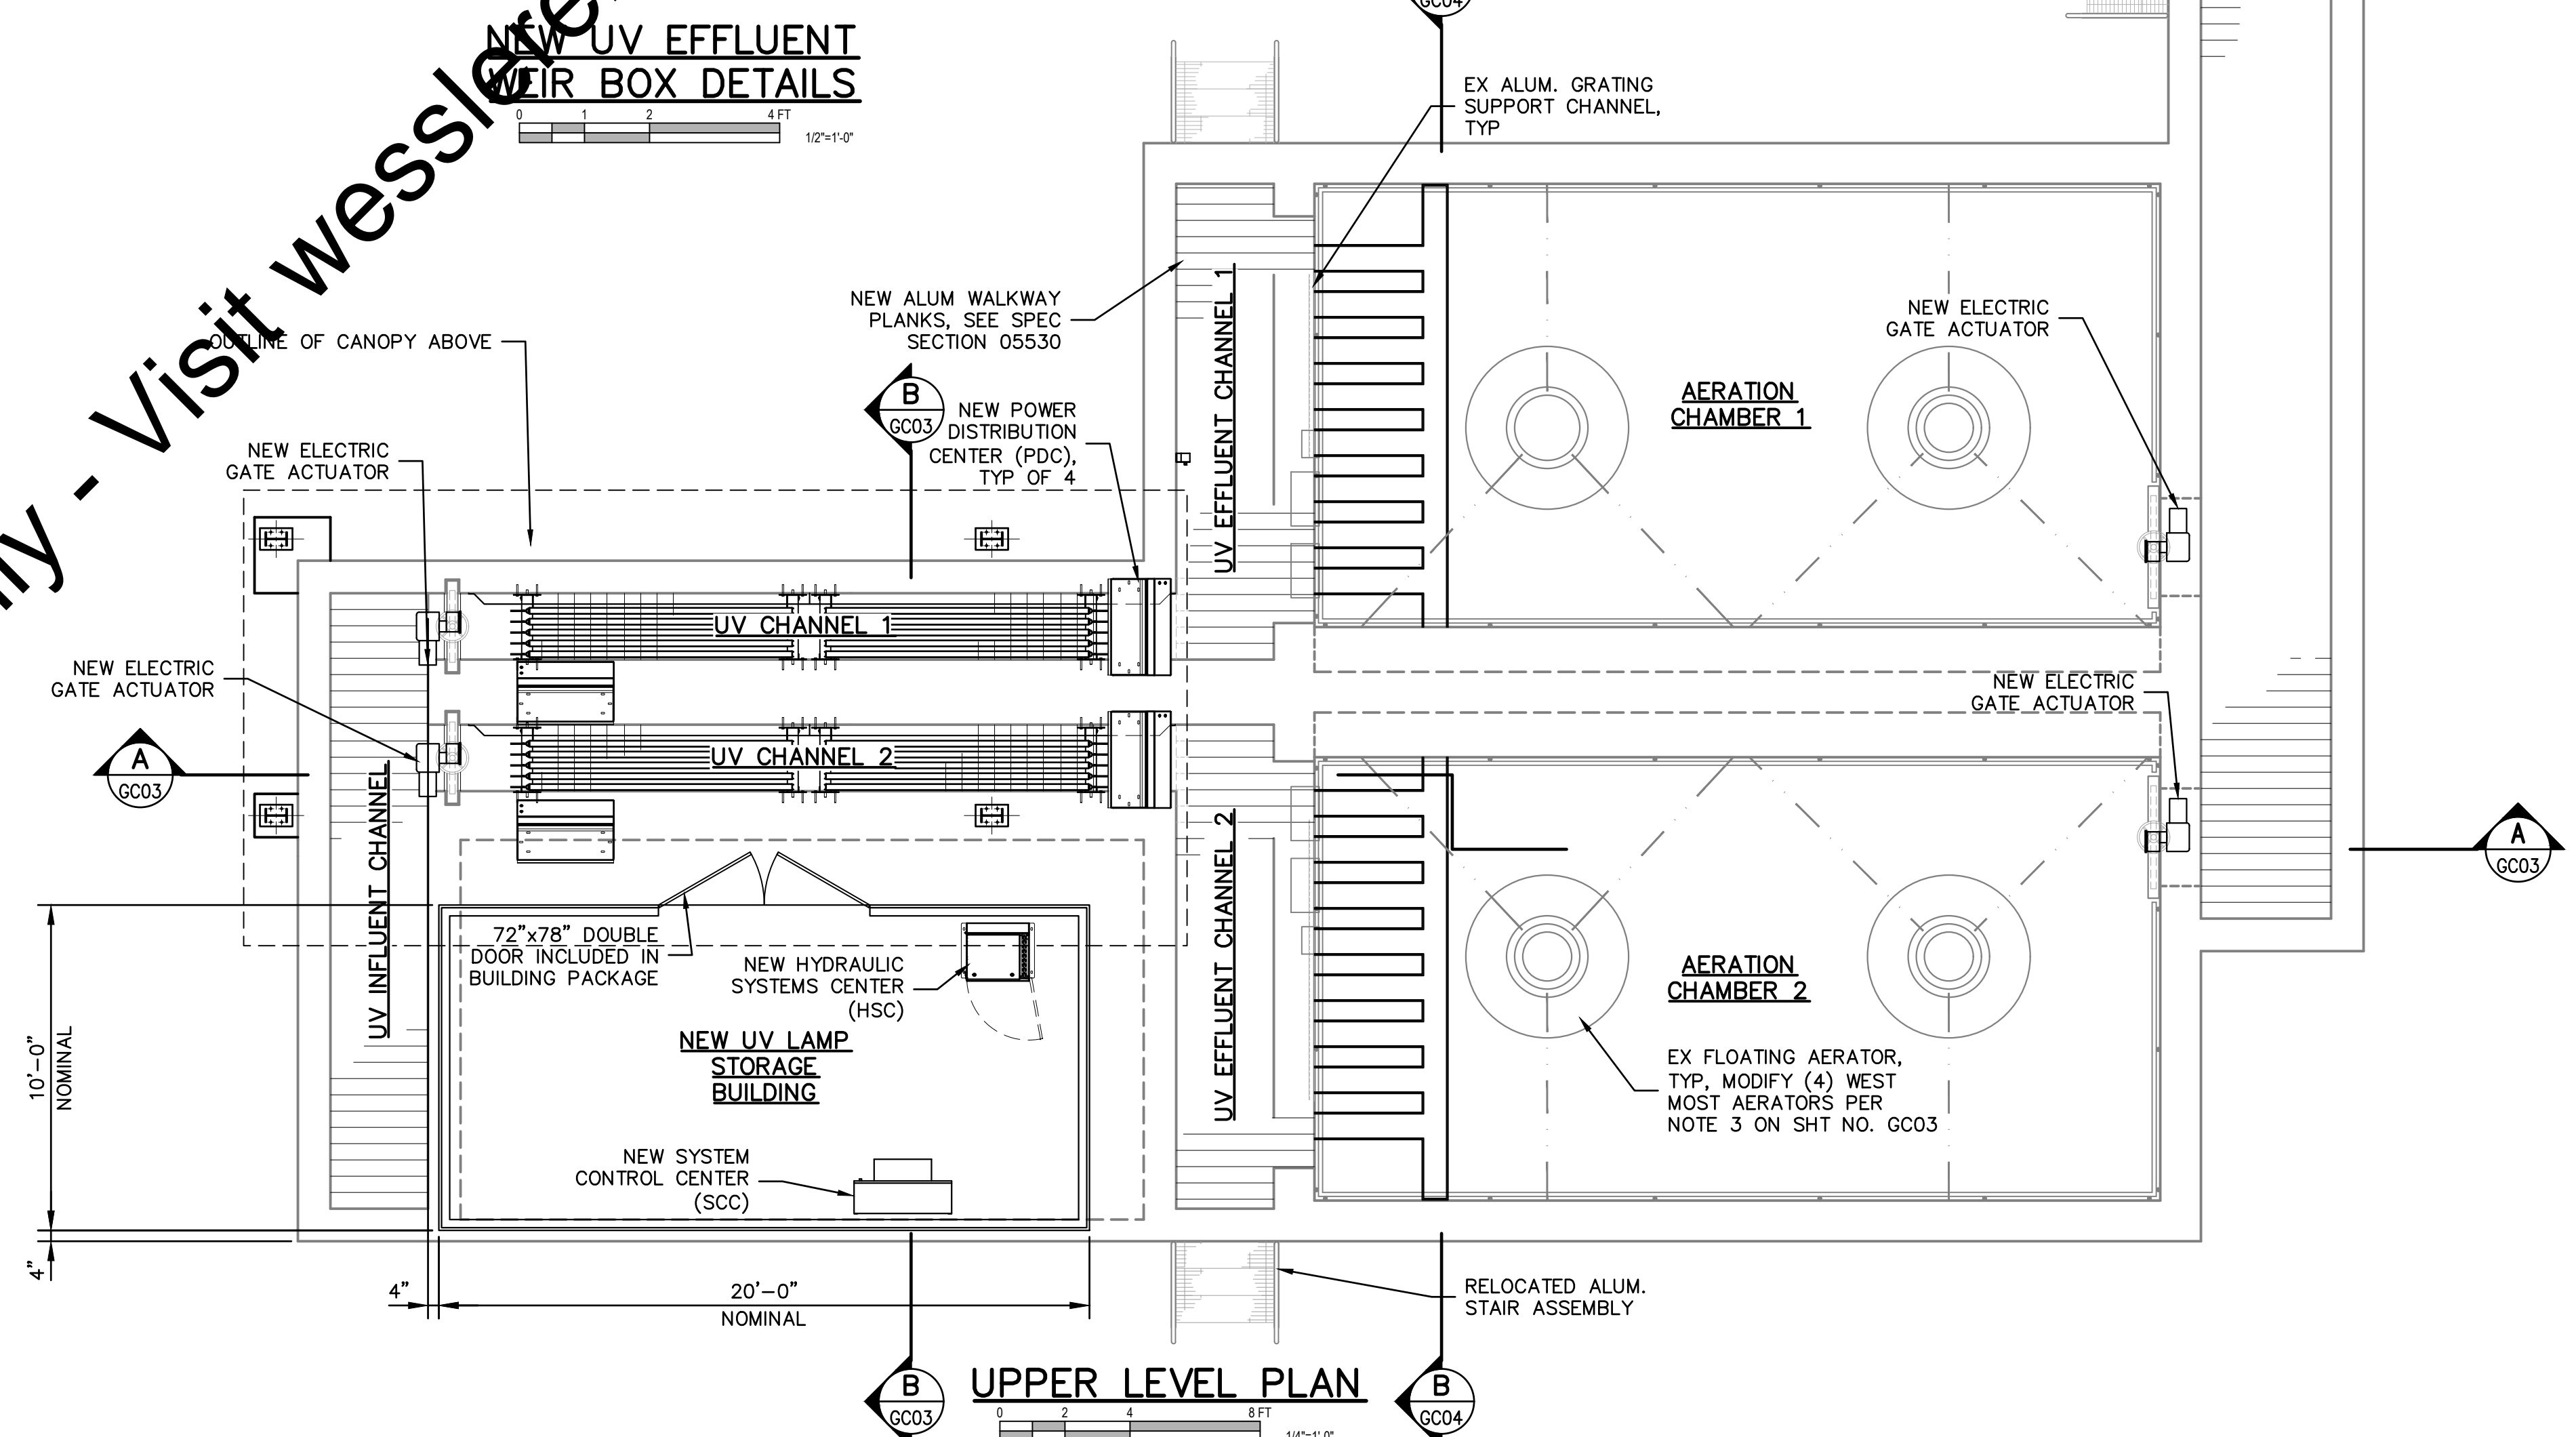 NEW UV EFFLUENT
WEIR BOX DETAILS
0 1 2 4 FT
1/2"=1'-0"
GC04
EX ALUM. GRATING
SUPPORT CHANNEL,
TYP
- Visit
NEW ALUM WALKWAY
PLANKS, SEE SPEC
SECTION 05530
OUTLINE OF CANOPY ABOVE
NEW ELECTRIC
GATE ACTUATOR
B
GC03
NEW POWER
DISTRIBUTION
CENTER (PDC),
TYP OF 4
UV EFFLUENT CHANNEL 1
AERATION
CHAMBER 1
NEW ELECTRIC
GATE ACTUATOR
UV CHANNEL 1
NEW ELECTRIC
GATE ACTUATOR
NEW ELECTRIC
GATE ACTUATOR
A
GC03
UV CHANNEL 2
UV INFLUENT CHANNEL
UV EFFLUENT CHANNEL 2
A
GC03
72"x78" DOUBLE
DOOR INCLUDED IN
BUILDING PACKAGE
NEW HYDRAULIC
SYSTEMS CENTER
(HSC)
AERATION
CHAMBER 2
NEW UV LAMP
STORAGE
BUILDING
EX FLOATING AERATOR,
TYP, MODIFY (4) WEST
MOST AERATORS PER
NOTE 3 ON SHT NO. GC03
10'-0"
NOMINAL
NEW SYSTEM
CONTROL CENTER
(SCC)
4"
4"
20'-0"
NOMINAL
RELOCATED ALUM.
STAIR ASSEMBLY
B
GC03
UPPER LEVEL PLAN
B
GC04
0 2 4 8 FT
1/4"=1'-0"